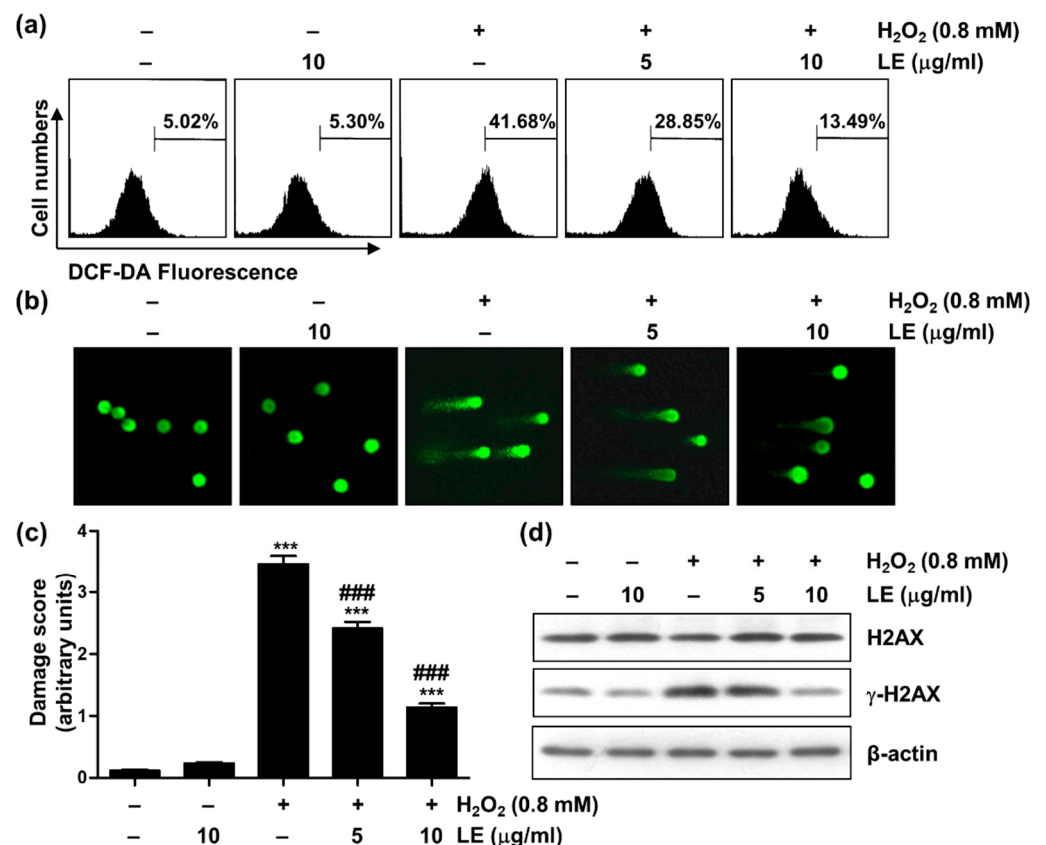 (a)
– – + + + H₂O₂ (0.8 mM)
– 10 – 5 10 LE (μg/ml)
5.02% 5.30% 41.68% 28.85% 13.49%
Cell numbers
DCF-DA Fluorescence
(b)
– – + + + H₂O₂ (0.8 mM)
– 10 – 5 10 LE (μg/ml)
(c)
Damage score
(arbitrary units)
4
3
2
1
0
***
###
***
###
***
– – + + + H₂O₂ (0.8 mM)
– 10 – 5 10 LE (μg/ml)
(d)
– – + + + H₂O₂ (0.8 mM)
– 10 – 5 10 LE (μg/ml)
H2AX
γ-H2AX
β-actin